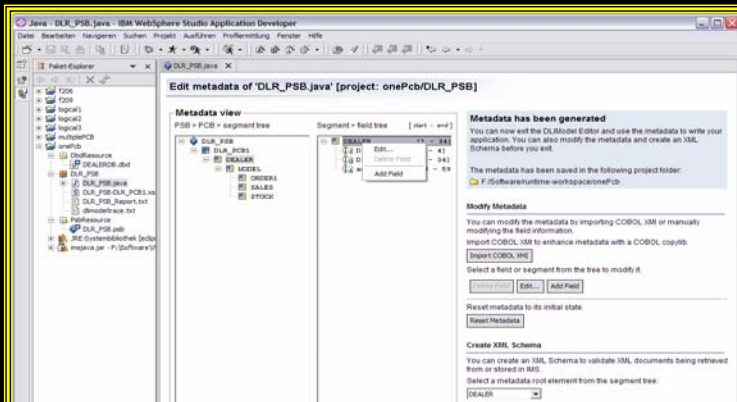 Java - DLR_PSB.java - IBM WebSphere Studio Application Developer
Datei Bearbeiten Navigieren Suchen Projekt Ausführen Profilermittlung Fenster Hilfe
Paket-Explorer
DLR_PSB.java
f206
f209
logical1
logical2
logical3
multiplePCB
onePcb
DbdResource
DEALERDB.dbd
DLR_PSB
DLR_PSB.java
DLR_PSB-DLR_PCB1.xs
DLR_PSB_Report.txt
dlimodeltrace.txt
PsbResource
DLR_PSB.psb
JRE-Systembibliothek [eclip
Edit metadata of 'DLR_PSB.java' [project: onePcb/DLR_PSB]
Metadata view
PSB > PCB > segment tree
DLR_PSB
DLR_PCB1
DEALER
MODEL
ORDER1
SALES
STOCK
Segment > field tree [start - end]
DEALER
- 4]
- 34]
- 59
Edit...
Delete Field
Add Field
Metadata has been generated
You can now exit the DLIModel Editor and use the metadata to write your
application. You can also modify the metadata and create an XML
Schema before you exit.
The metadata has been saved in the following project folder:
F:/Software/runtime-workspace/onePcb
Modify Metadata
You can modify the metadata by importing COBOL XMI or manually
modifying the field information.
Import COBOL XMI to enhance metadata with a COBOL copylib.
Import COBOL XMI
Select a field or segment from the tree to modify it.
Delete Field Edit... Add Field
Reset metadata to its initial state.
Reset Metadata
Create XML Schema
You can create an XML Schema to validate XML documents being retrieved
from or stored in IMS.
Select a metadata root element from the segment tree:
DEALER